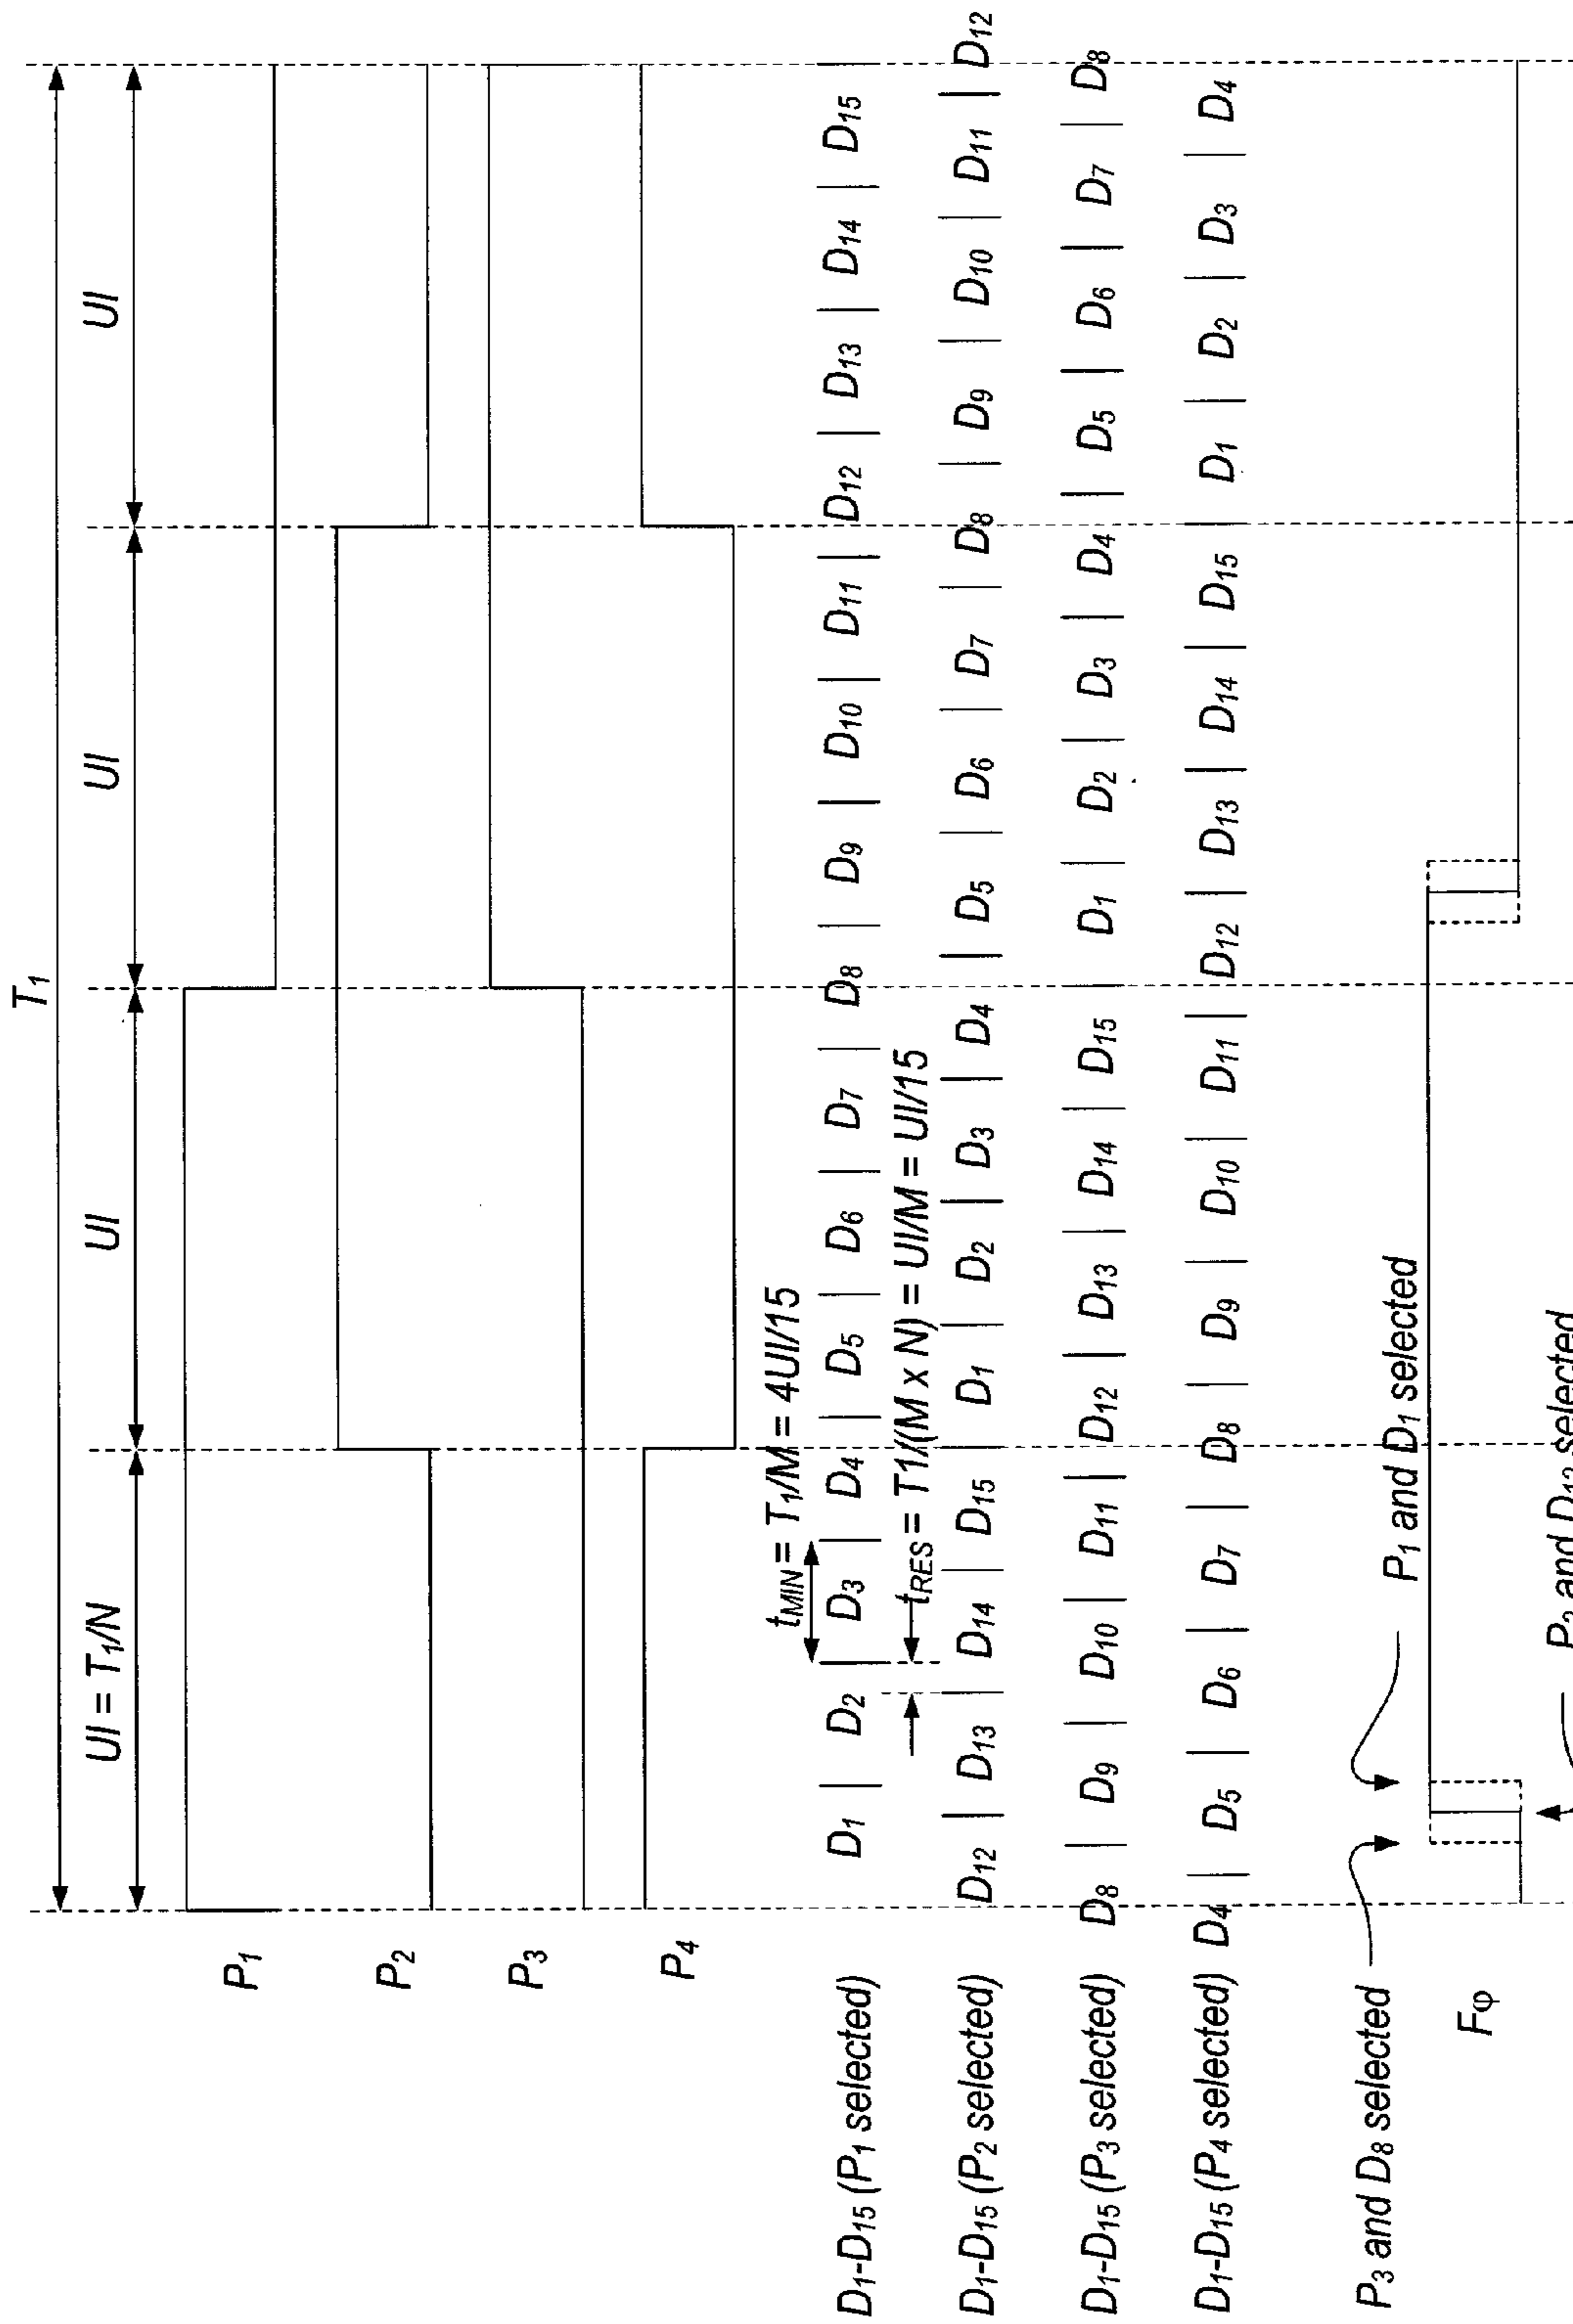 T₁
UI = T₁/N UI UI UI
P₁
P₂
P₃
P₄
tMIN = T₁/M = 4UI/15
D₁-D₁₅ (P₁ selected) D₁ D₂ D₃ D₄ D₅ D₆ D₇ D₈ D₉ D₁₀ D₁₁ D₁₂ D₁₃ D₁₄ D₁₅
tRES = T1/(M x N) = UI/M = UI/15
D₁-D₁₅ (P₂ selected) D₁₂ D₁₃ D₁₄ D₁₅ D₁ D₂ D₃ D₄ D₅ D₆ D₇ D₈ D₉ D₁₀ D₁₁ D₁₂
D₁-D₁₅ (P₃ selected) D₈ D₉ D₁₀ D₁₁ D₁₂ D₁₃ D₁₄ D₁₅ D₁ D₂ D₃ D₄ D₅ D₆ D₇ D₈
D₁-D₁₅ (P₄ selected) D₄ D₅ D₆ D₇ D₈ D₉ D₁₀ D₁₁ D₁₂ D₁₃ D₁₄ D₁₅ D₁ D₂ D₃ D₄
P₃ and D₈ selected
P₁ and D₁ selected
Fφ
P₂ and D₁₂ selected